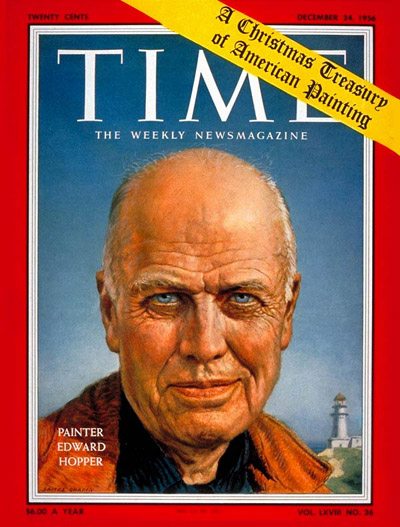 TWENTY CENTS
DECEMBER 24, 1956
A Christmas Treasury
of American
Painting
TIME
THE WEEKLY NEWSMAGAZINE
PAINTER
EDWARD
HOPPER
$6.00 A YEAR
VOL. LXVIII NO. 26